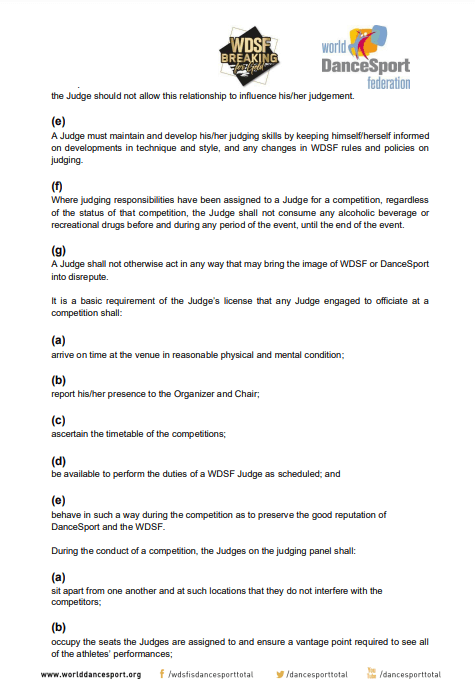 WDSF
BREAKING
for Gold
world
DanceSport
federation
the Judge should not allow this relationship to influence his/her judgement.
(e)
A Judge must maintain and develop his/her judging skills by keeping himself/herself informed
on developments in technique and style, and any changes in WDSF rules and policies on
judging.
(f)
Where judging responsibilities have been assigned to a Judge for a competition, regardless
of the status of that competition, the Judge shall not consume any alcoholic beverage or
recreational drugs before and during any period of the event, until the end of the event.
(g)
A Judge shall not otherwise act in any way that may bring the image of WDSF or DanceSport
into disrepute.
It is a basic requirement of the Judge's license that any Judge engaged to officiate at a
competition shall:
(a)
arrive on time at the venue in reasonable physical and mental condition;
(b)
report his/her presence to the Organizer and Chair;
(c)
ascertain the timetable of the competitions;
(d)
be available to perform the duties of a WDSF Judge as scheduled; and
(e)
behave in such a way during the competition as to preserve the good reputation of
DanceSport and the WDSF.
During the conduct of a competition, the Judges on the judging panel shall:
(a)
sit apart from one another and at such locations that they do not interfere with the
competitors;
(b)
occupy the seats the Judges are assigned to and ensure a vantage point required to see all
of the athletes' performances;
www.worlddancesport.org /wdsfisdancesporttotal /dancesporttotal You Tube /dancesporttotal